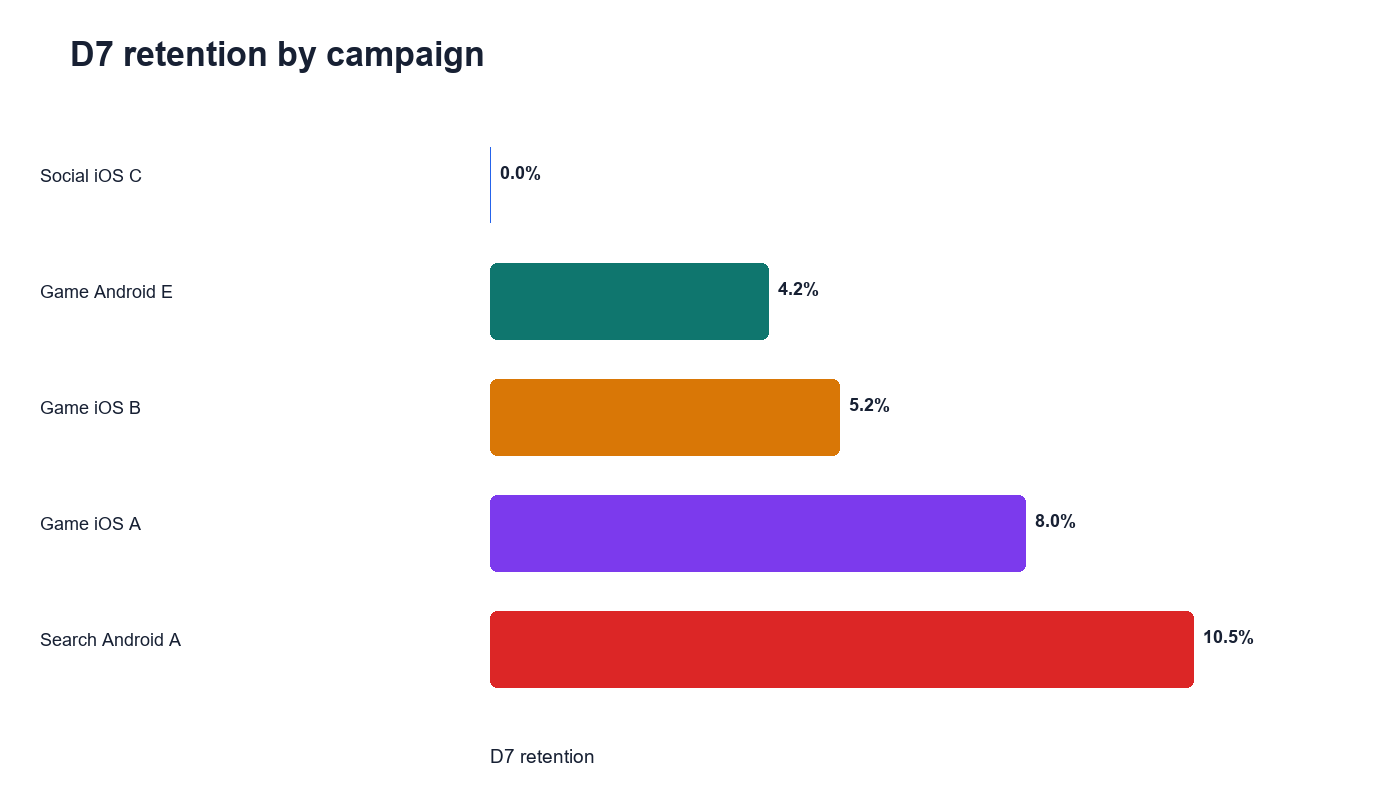 D7 retention by campaign
Social iOS C
0.0%
Game Android E
4.2%
Game iOS B
5.2%
Game iOS A
8.0%
Search Android A
10.5%
D7 retention